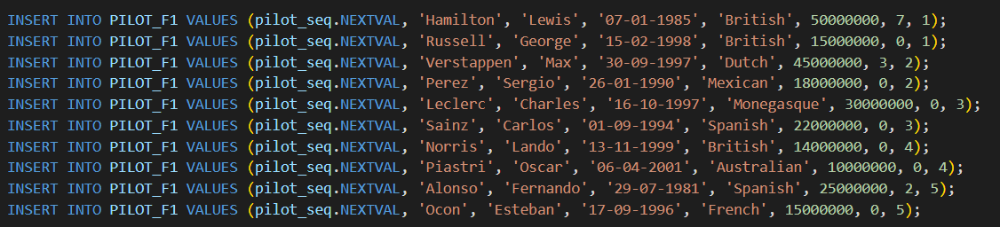 INSERT INTO PILOT_F1 VALUES (pilot_seq.NEXTVAL, 'Hamilton', 'Lewis', '07-01-1985', 'British', 50000000, 7, 1);
INSERT INTO PILOT_F1 VALUES (pilot_seq.NEXTVAL, 'Russell', 'George', '15-02-1998', 'British', 15000000, 0, 1);
INSERT INTO PILOT_F1 VALUES (pilot_seq.NEXTVAL, 'Verstappen', 'Max', '30-09-1997', 'Dutch', 45000000, 3, 2);
INSERT INTO PILOT_F1 VALUES (pilot_seq.NEXTVAL, 'Perez', 'Sergio', '26-01-1990', 'Mexican', 18000000, 0, 2);
INSERT INTO PILOT_F1 VALUES (pilot_seq.NEXTVAL, 'Leclerc', 'Charles', '16-10-1997', 'Monegasque', 30000000, 0, 3);
INSERT INTO PILOT_F1 VALUES (pilot_seq.NEXTVAL, 'Sainz', 'Carlos', '01-09-1994', 'Spanish', 22000000, 0, 3);
INSERT INTO PILOT_F1 VALUES (pilot_seq.NEXTVAL, 'Norris', 'Lando', '13-11-1999', 'British', 14000000, 0, 4);
INSERT INTO PILOT_F1 VALUES (pilot_seq.NEXTVAL, 'Piastri', 'Oscar', '06-04-2001', 'Australian', 10000000, 0, 4);
INSERT INTO PILOT_F1 VALUES (pilot_seq.NEXTVAL, 'Alonso', 'Fernando', '29-07-1981', 'Spanish', 25000000, 2, 5);
INSERT INTO PILOT_F1 VALUES (pilot_seq.NEXTVAL, 'Ocon', 'Esteban', '17-09-1996', 'French', 15000000, 0, 5);